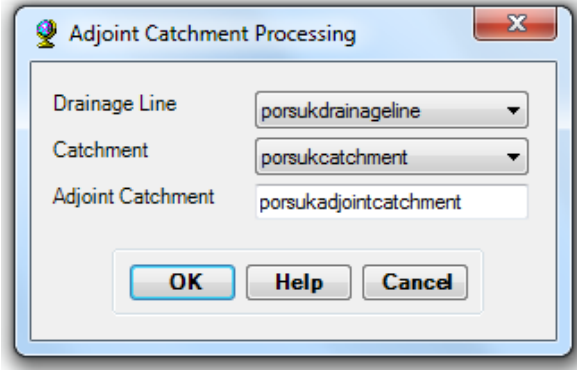 Adjoint Catchment Processing
Drainage Line porsukdrainageline
Catchment porsukcatchment
Adjoint Catchment porsukadjointcatchment
OK Help Cancel